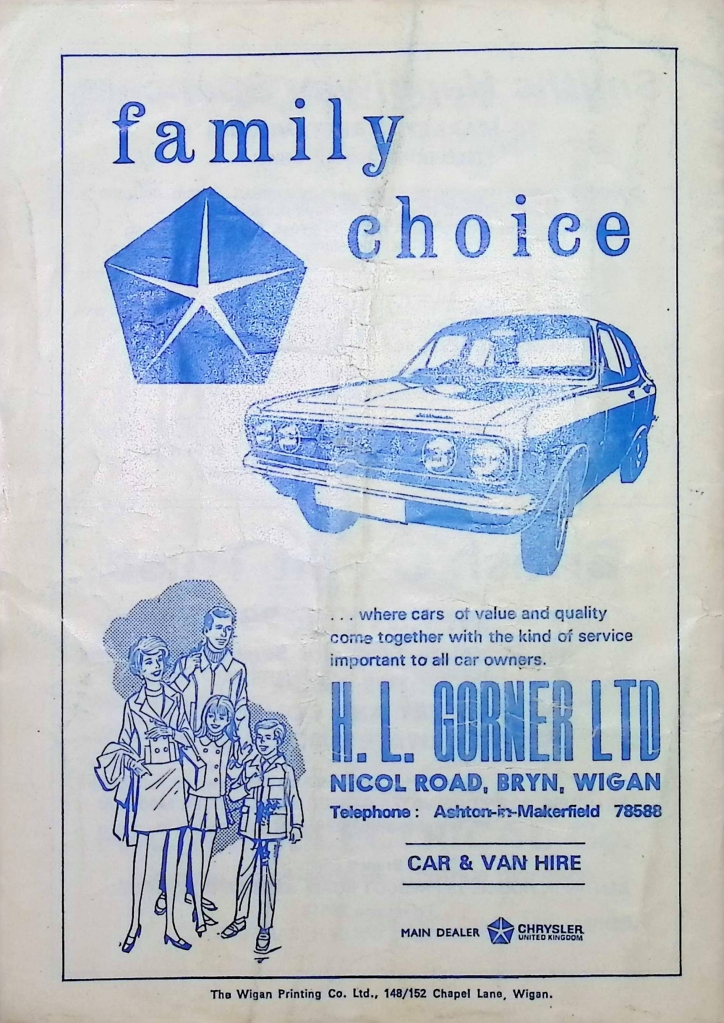 family
choice
. . . where cars of value and quality
come together with the kind of service
important to all car owners.
H. L. GORNER LTD
NICOL ROAD, BRYN, WIGAN
Telephone : Ashton-in-Makerfield 78588
CAR & VAN HIRE
MAIN DEALER CHRYSLER
UNITED KINGDOM
The Wigan Printing Co. Ltd., 148/152 Chapel Lane, Wigan.